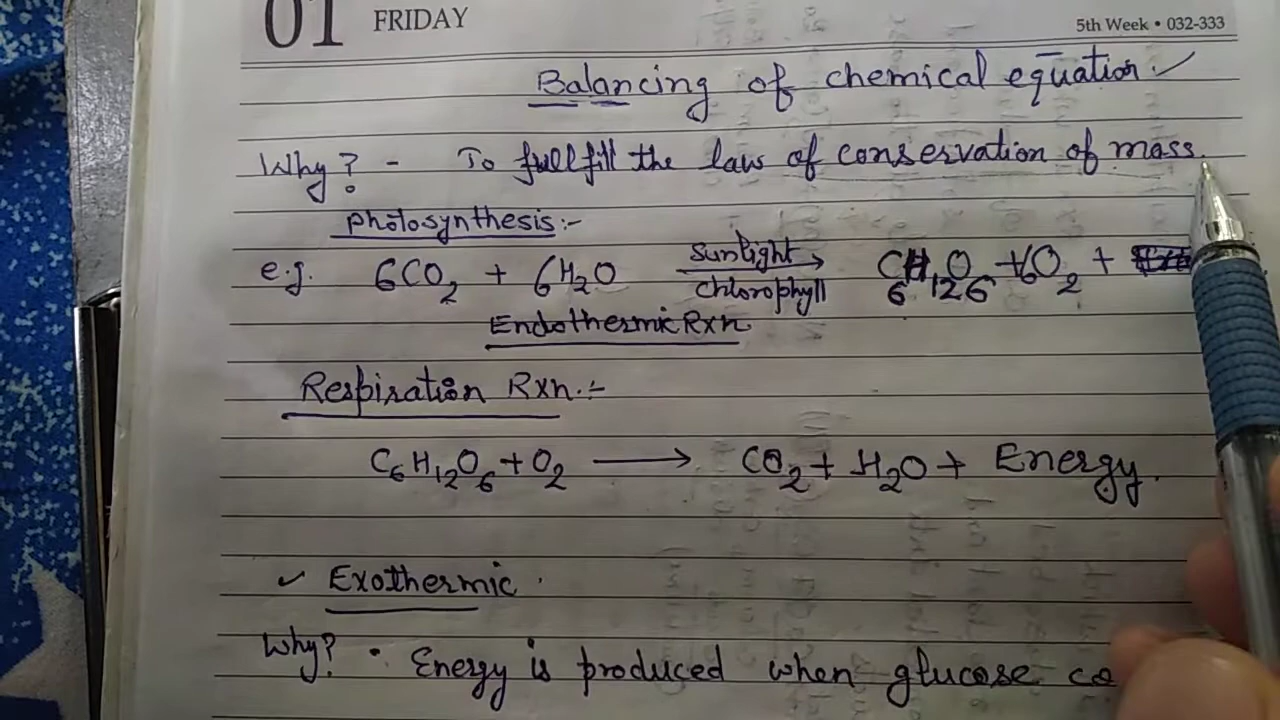 01 FRIDAY 5th Week • 032-333
Balancing of chemical equation ✓
Why? - To fullfill the law of conservation of mass.
Photosynthesis:-
e.g. 6CO₂ + 6H₂O —Sunlight/Chlorophyll→ C₆H₁₂O₆ + 6O₂ +
Endothermic Rxn.
Respiration Rxn.:-
C₆H₁₂O₆ + O₂ ⟶ CO₂ + H₂O + Energy.
✓ Exothermic.
Why? • Energy is produced when glucose co